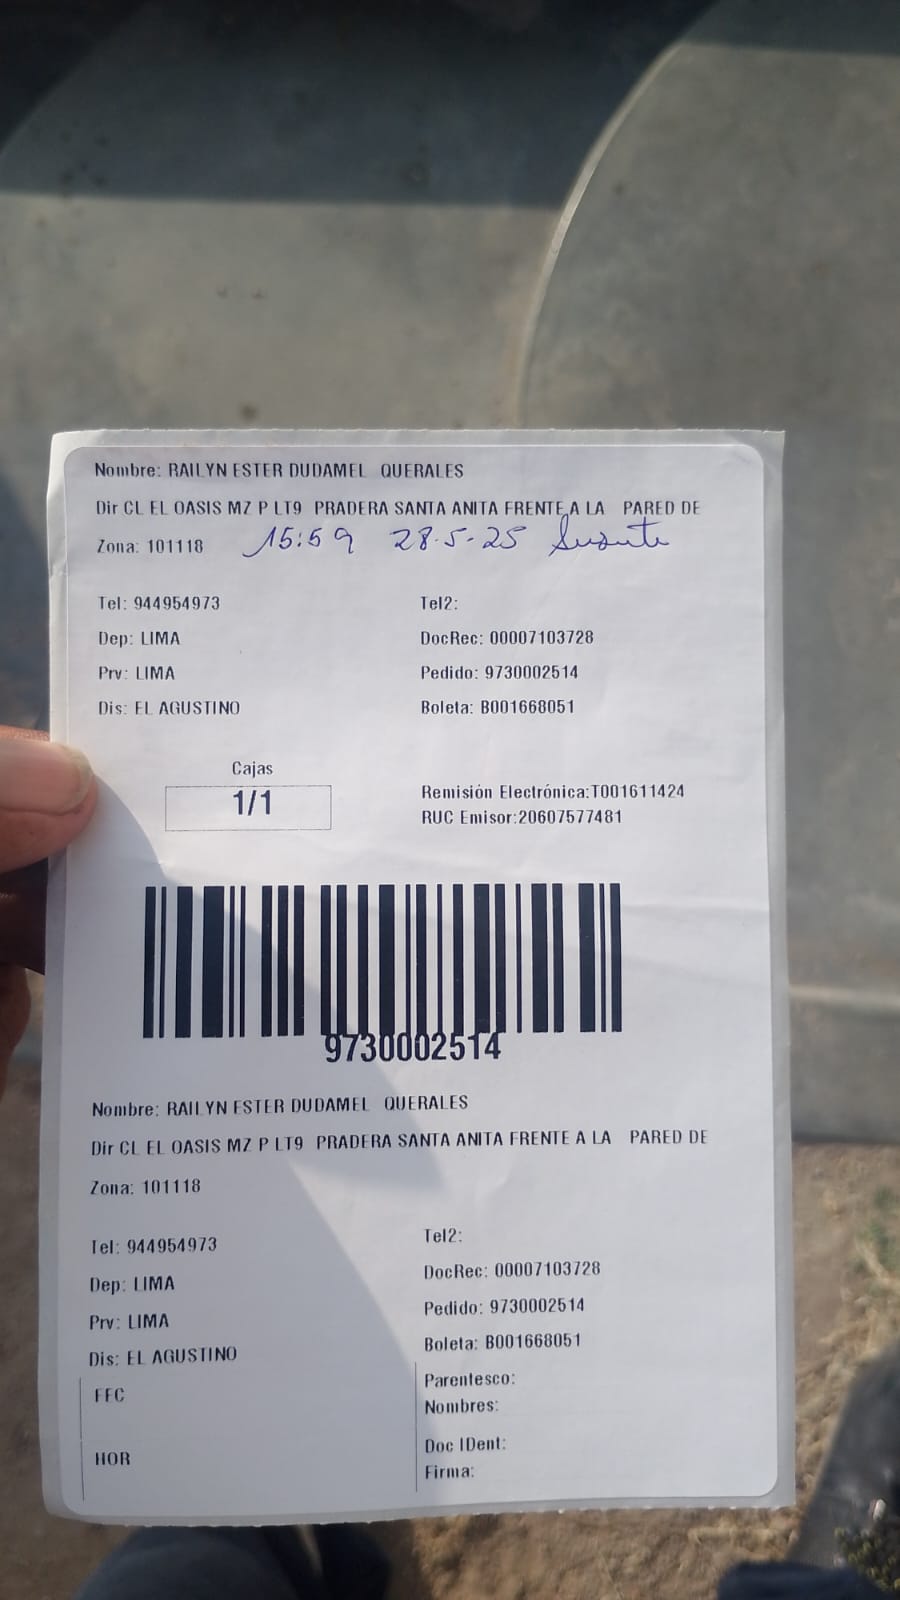 Nombre: RAILYN ESTER DUDAMEL QUERALES
Dir CL EL OASIS MZ P LT9 PRADERA SANTA ANITA FRENTE A LA PARED DE
Zona: 101118 15:59 28-5-25
Tel: 944954973 Tel2:
Dep: LIMA DocRec: 00007103728
Prv: LIMA Pedido: 9730002514
Dis: EL AGUSTINO Boleta: B001668051
Cajas
1/1
Remisión Electrónica:T001611424
RUC Emisor:20607577481
9730002514
Nombre: RAILYN ESTER DUDAMEL QUERALES
Dir CL EL OASIS MZ P LT9 PRADERA SANTA ANITA FRENTE A LA PARED DE
Zona: 101118
Tel: 944954973 Tel2:
Dep: LIMA DocRec: 00007103728
Prv: LIMA Pedido: 9730002514
Dis: EL AGUSTINO Boleta: B001668051
FEC
HOR
Parentesco:
Nombres:
Doc IDent:
Firma: